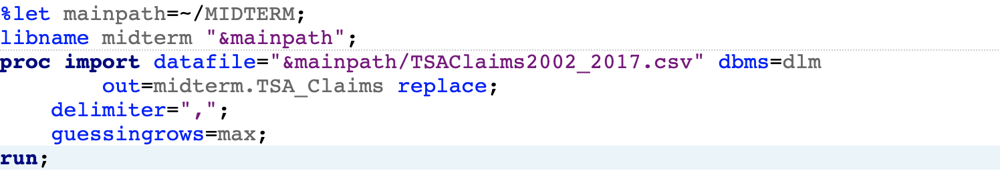 %let mainpath=~/MIDTERM;
libname midterm "&mainpath";
proc import datafile="&mainpath/TSAClaims2002_2017.csv" dbms=dlm
        out=midterm.TSA_Claims replace;
    delimiter=",";
    guessingrows=max;
run;